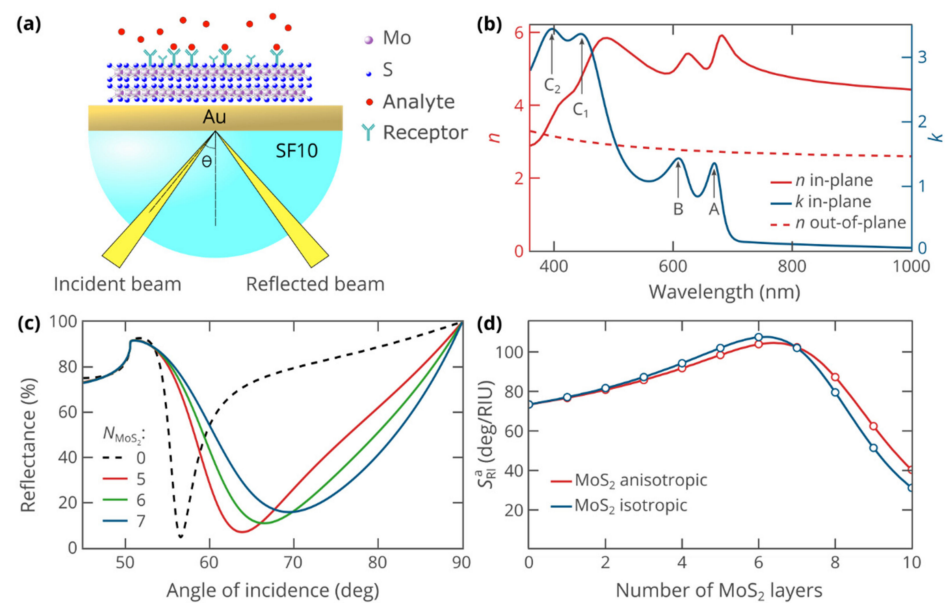 (a)
Mo
S
Analyte
Receptor
Au
SF10
Θ
Incident beam
Reflected beam
(b)
6
4
2
0
n
3
2
1
0
k
C₂
C₁
B
A
n in-plane
k in-plane
n out-of-plane
400
600
800
1000
Wavelength (nm)
(c)
100
80
60
40
20
0
Reflectance (%)
N_MoS₂:
0
5
6
7
50
60
70
80
90
Angle of incidence (deg)
(d)
100
80
60
40
20
S^a_RI (deg/RIU)
MoS₂ anisotropic
MoS₂ isotropic
0
2
4
6
8
10
Number of MoS₂ layers